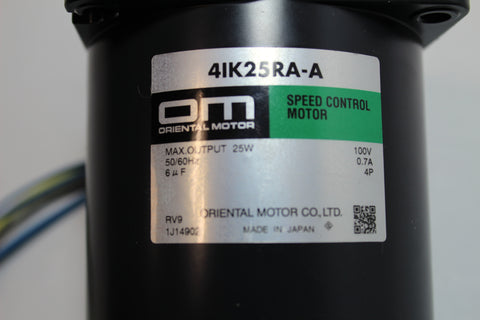 4IK25RA-A
OM
ORIENTAL MOTOR
SPEED CONTROL
MOTOR
MAX.OUTPUT 25W 100V
50/60Hz 0.7A
6μF 4P
RV9 ORIENTAL MOTOR CO.,LTD.
1J14902 MADE IN JAPAN